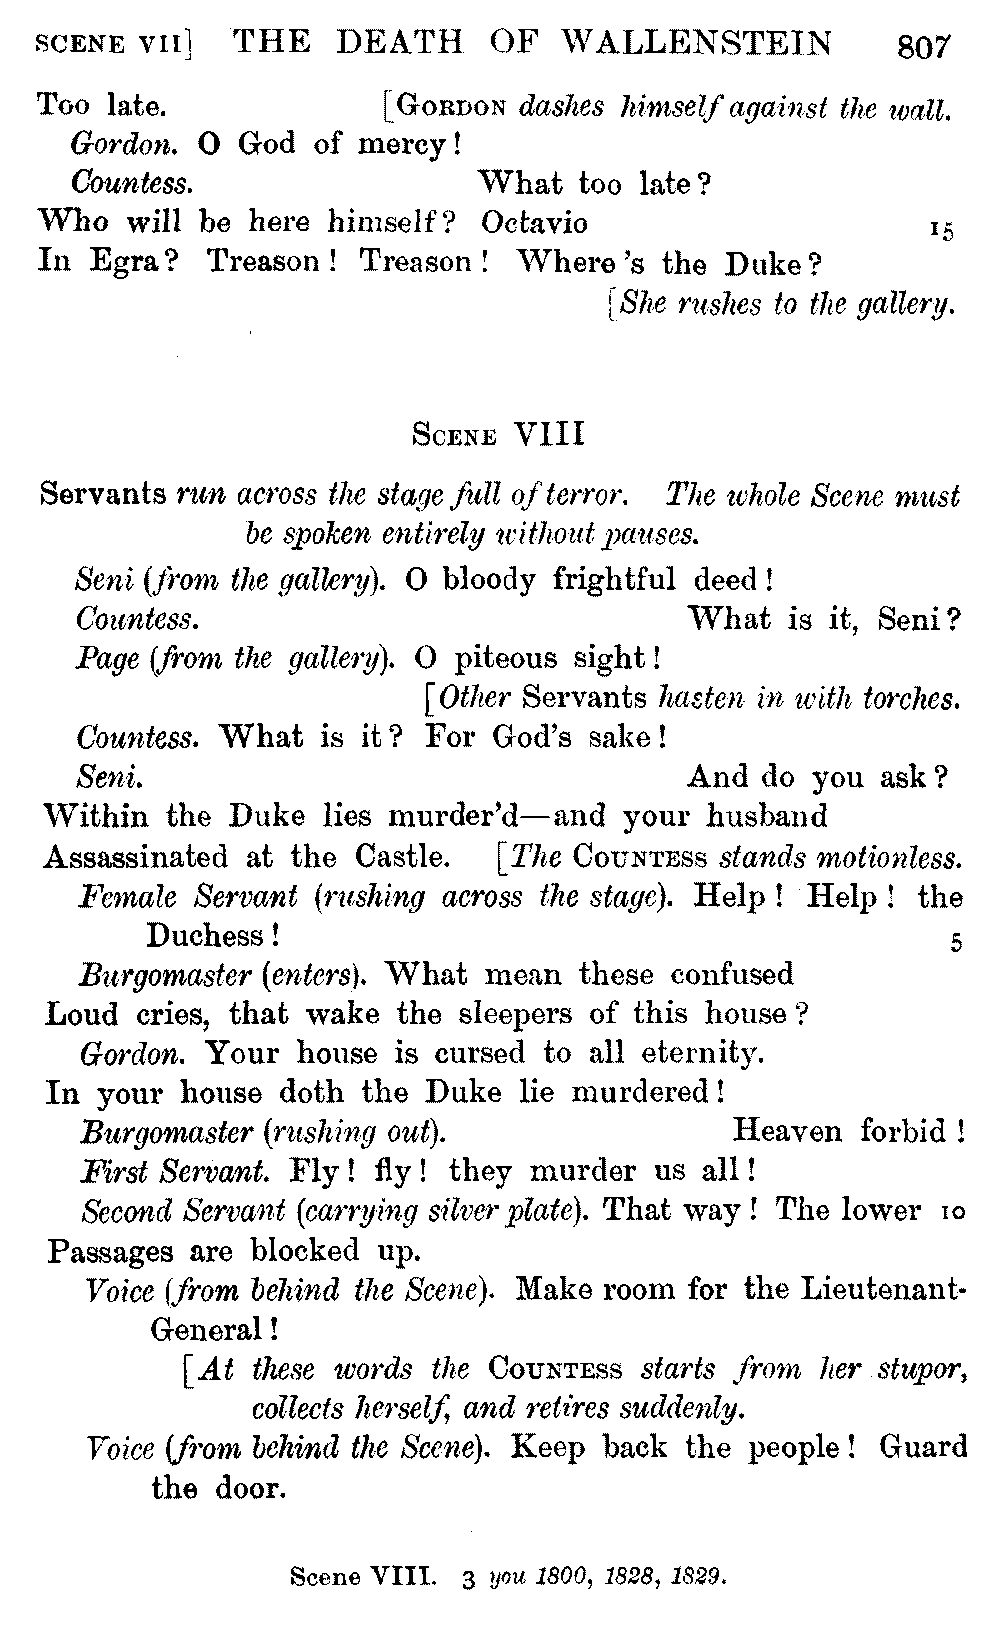 SCENE VII] THE DEATH OF WALLENSTEIN 807
Too late. [GORDON dashes himself against the wall.
Gordon. O God of mercy!
Countess. What too late?
Who will be here himself? Octavio 15
In Egra? Treason! Treason! Where's the Duke?
[She rushes to the gallery.
SCENE VIII
Servants run across the stage full of terror. The whole Scene must
be spoken entirely without pauses.
Seni (from the gallery). O bloody frightful deed!
Countess. What is it, Seni?
Page (from the gallery). O piteous sight!
[Other Servants hasten in with torches.
Countess. What is it? For God's sake!
Seni. And do you ask?
Within the Duke lies murder'd—and your husband
Assassinated at the Castle. [The COUNTESS stands motionless.
Female Servant (rushing across the stage). Help! Help! the
Duchess! 5
Burgomaster (enters). What mean these confused
Loud cries, that wake the sleepers of this house?
Gordon. Your house is cursed to all eternity.
In your house doth the Duke lie murdered!
Burgomaster (rushing out). Heaven forbid!
First Servant. Fly! fly! they murder us all!
Second Servant (carrying silver plate). That way! The lower 10
Passages are blocked up.
Voice (from behind the Scene). Make room for the Lieutenant-
General!
[At these words the COUNTESS starts from her stupor,
collects herself, and retires suddenly.
Voice (from behind the Scene). Keep back the people! Guard
the door.
Scene VIII. 3 you 1800, 1828, 1829.